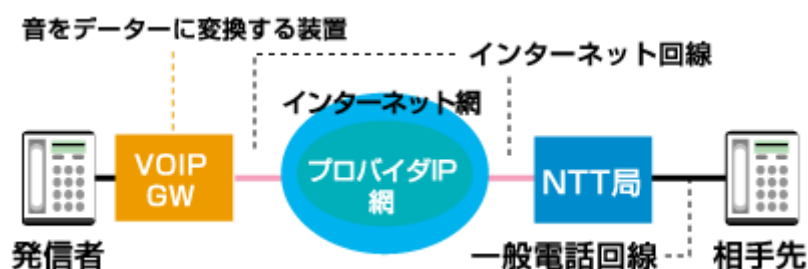 音をデーターに変換する装置
インターネット回線
インターネット網
VOIP
GW
プロバイダIP
網
NTT局
発信者
一般電話回線
相手先